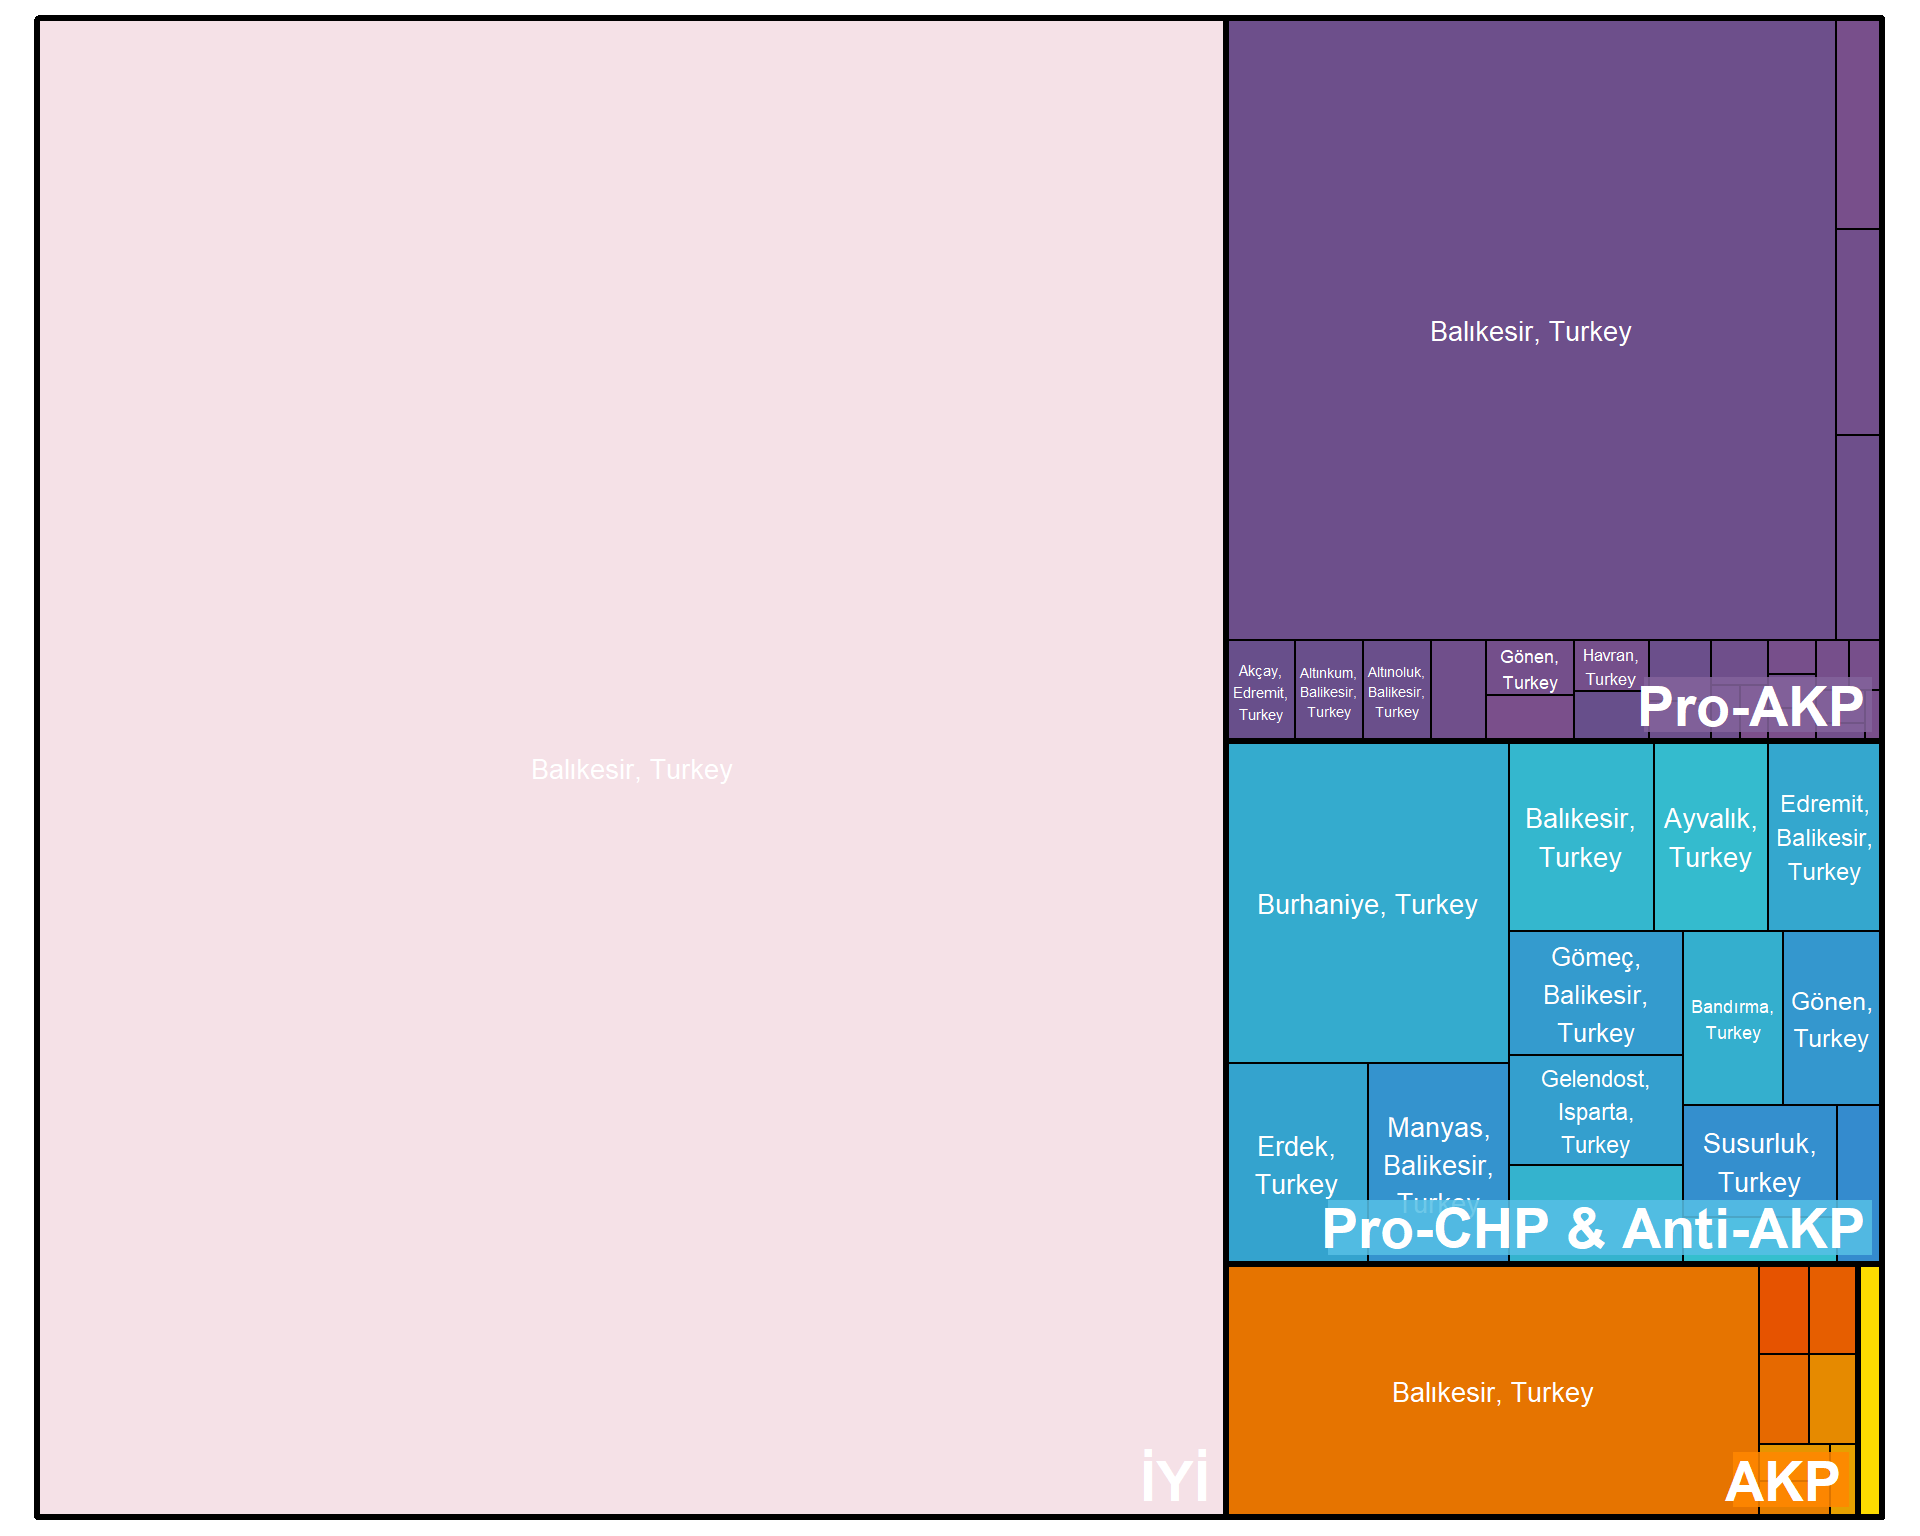 Balıkesir, Turkey
İYİ
Balıkesir, Turkey
Akçay,
Edremit,
Turkey
Altınkum,
Balikesir,
Turkey
Altınoluk,
Balikesir,
Turkey
Gönen,
Turkey
Havran,
Turkey
Pro-AKP
Burhaniye, Turkey
Balıkesir,
Turkey
Ayvalık,
Turkey
Edremit,
Balikesir,
Turkey
Gömeç,
Balikesir,
Turkey
Bandırma,
Turkey
Gönen,
Turkey
Gelendost,
Isparta,
Turkey
Erdek,
Turkey
Manyas,
Balikesir,
Turkey
Susurluk,
Turkey
Pro-CHP & Anti-AKP
Balıkesir, Turkey
AKP